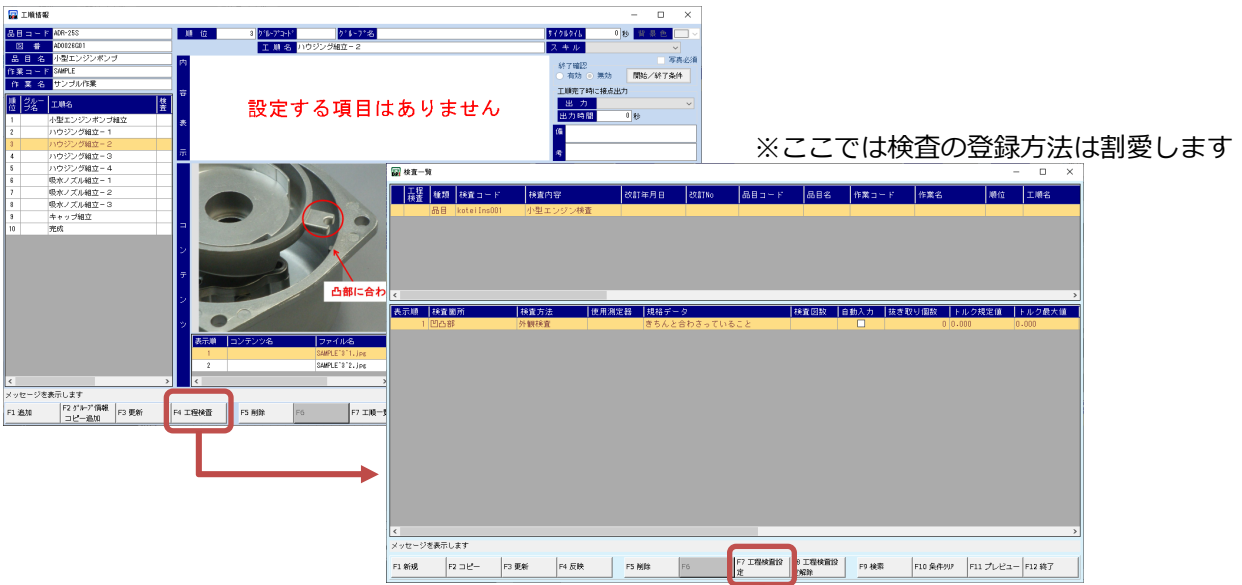 工順情報
品目コード ADR-25S
図番 AD0026G01
品目名 小型エンジンポンプ
作業コード SAMPLE
作業名 サンプル作業
順位 グループ名 工順名 検査
1 小型エンジンポンプ組立
2 ハウジング組立－1
3 ハウジング組立－2
4 ハウジング組立－3
5 ハウジング組立－4
6 吸水ノズル組立－1
7 吸水ノズル組立－2
8 吸水ノズル組立－3
9 キャップ組立
10 完成
順位 3 グループコード グループ名
工順名 ハウジング組立－2
サイクルタイム 0 秒 背景色
スキル
終了確認 写真必須
有効 無効 開始／終了条件
工順完了時に接点出力
出力
出力時間 0 秒
備考
内容表示
設定する項目はありません
コンテンツ
凸部に合わ
表示順 コンテンツ名 ファイル名
1 SAMPLE^3^1.jpg
2 SAMPLE^3^2.jpg
メッセージを表示します
F1 追加 F2 グループ情報コピー追加 F3 更新 F4 工程検査 F5 削除 F6 F7 工順一
※ここでは検査の登録方法は割愛します
検査一覧
工程検査 種類 検査コード 検査内容 改訂年月日 改訂No 品目コード 品目名 作業コード 作業名 順位 工順名
品目 koteiIns001 小型エンジン検査
表示順 検査箇所 検査方法 使用測定器 規格データ 検査回数 自動入力 抜き取り個数 トルク規定値 トルク最大値
1 凹凸部 外観検査 きちんと合わさっていること 0 0.000 0.000
メッセージを表示します
F1 新規 F2 コピー F3 更新 F4 反映 F5 削除 F6 F7 工程検査設定 F8 工程検査設定解除 F9 検索 F10 条件クリア F11 プレビュー F12 終了